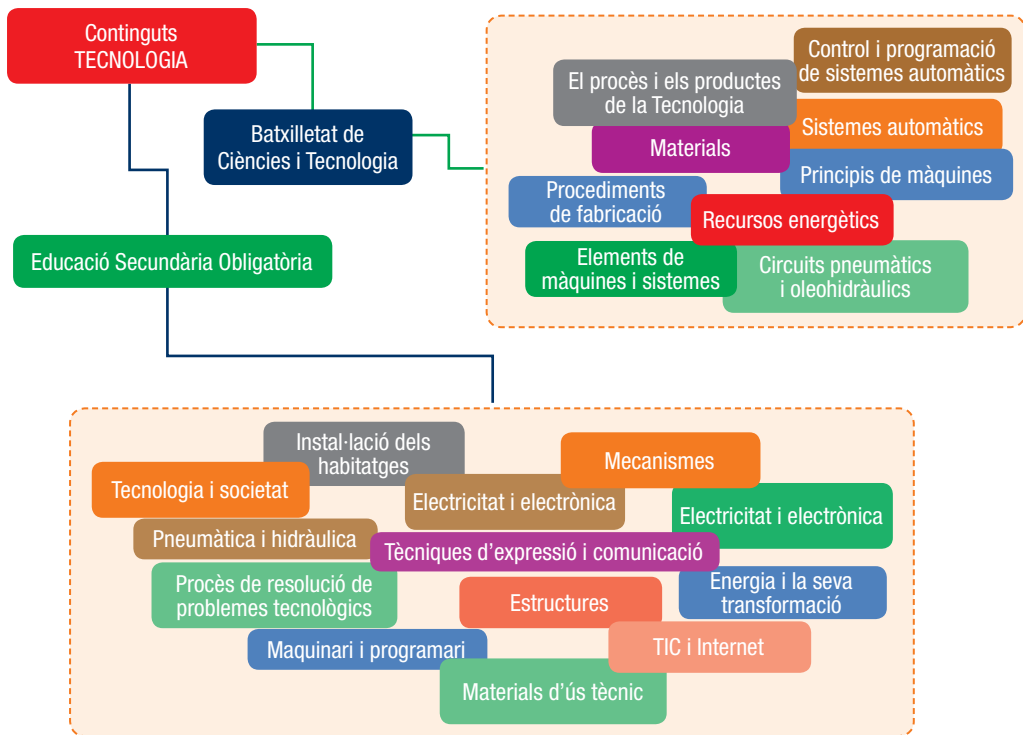 Continguts
TECNOLOGIA
Batxilletat de
Ciències i Tecnologia
Educació Secundària Obligatòria
Control i programació
de sistemes automàtics
El procès i els productes
de la Tecnologia
Sistemes automàtics
Materials
Principis de màquines
Procediments
de fabricació
Recursos energètics
Elements de
màquines i sistemes
Circuits pneumàtics
i oleohidràulics
Instal·lació dels
habitatges
Mecanismes
Tecnologia i societat
Electricitat i electrònica
Electricitat i electrònica
Pneumàtica i hidràulica
Tècniques d’expressió i comunicació
Procès de resolució de
problemes tecnològics
Energia i la seva
transformació
Estructures
Maquinari i programari
TIC i Internet
Materials d’ús tècnic